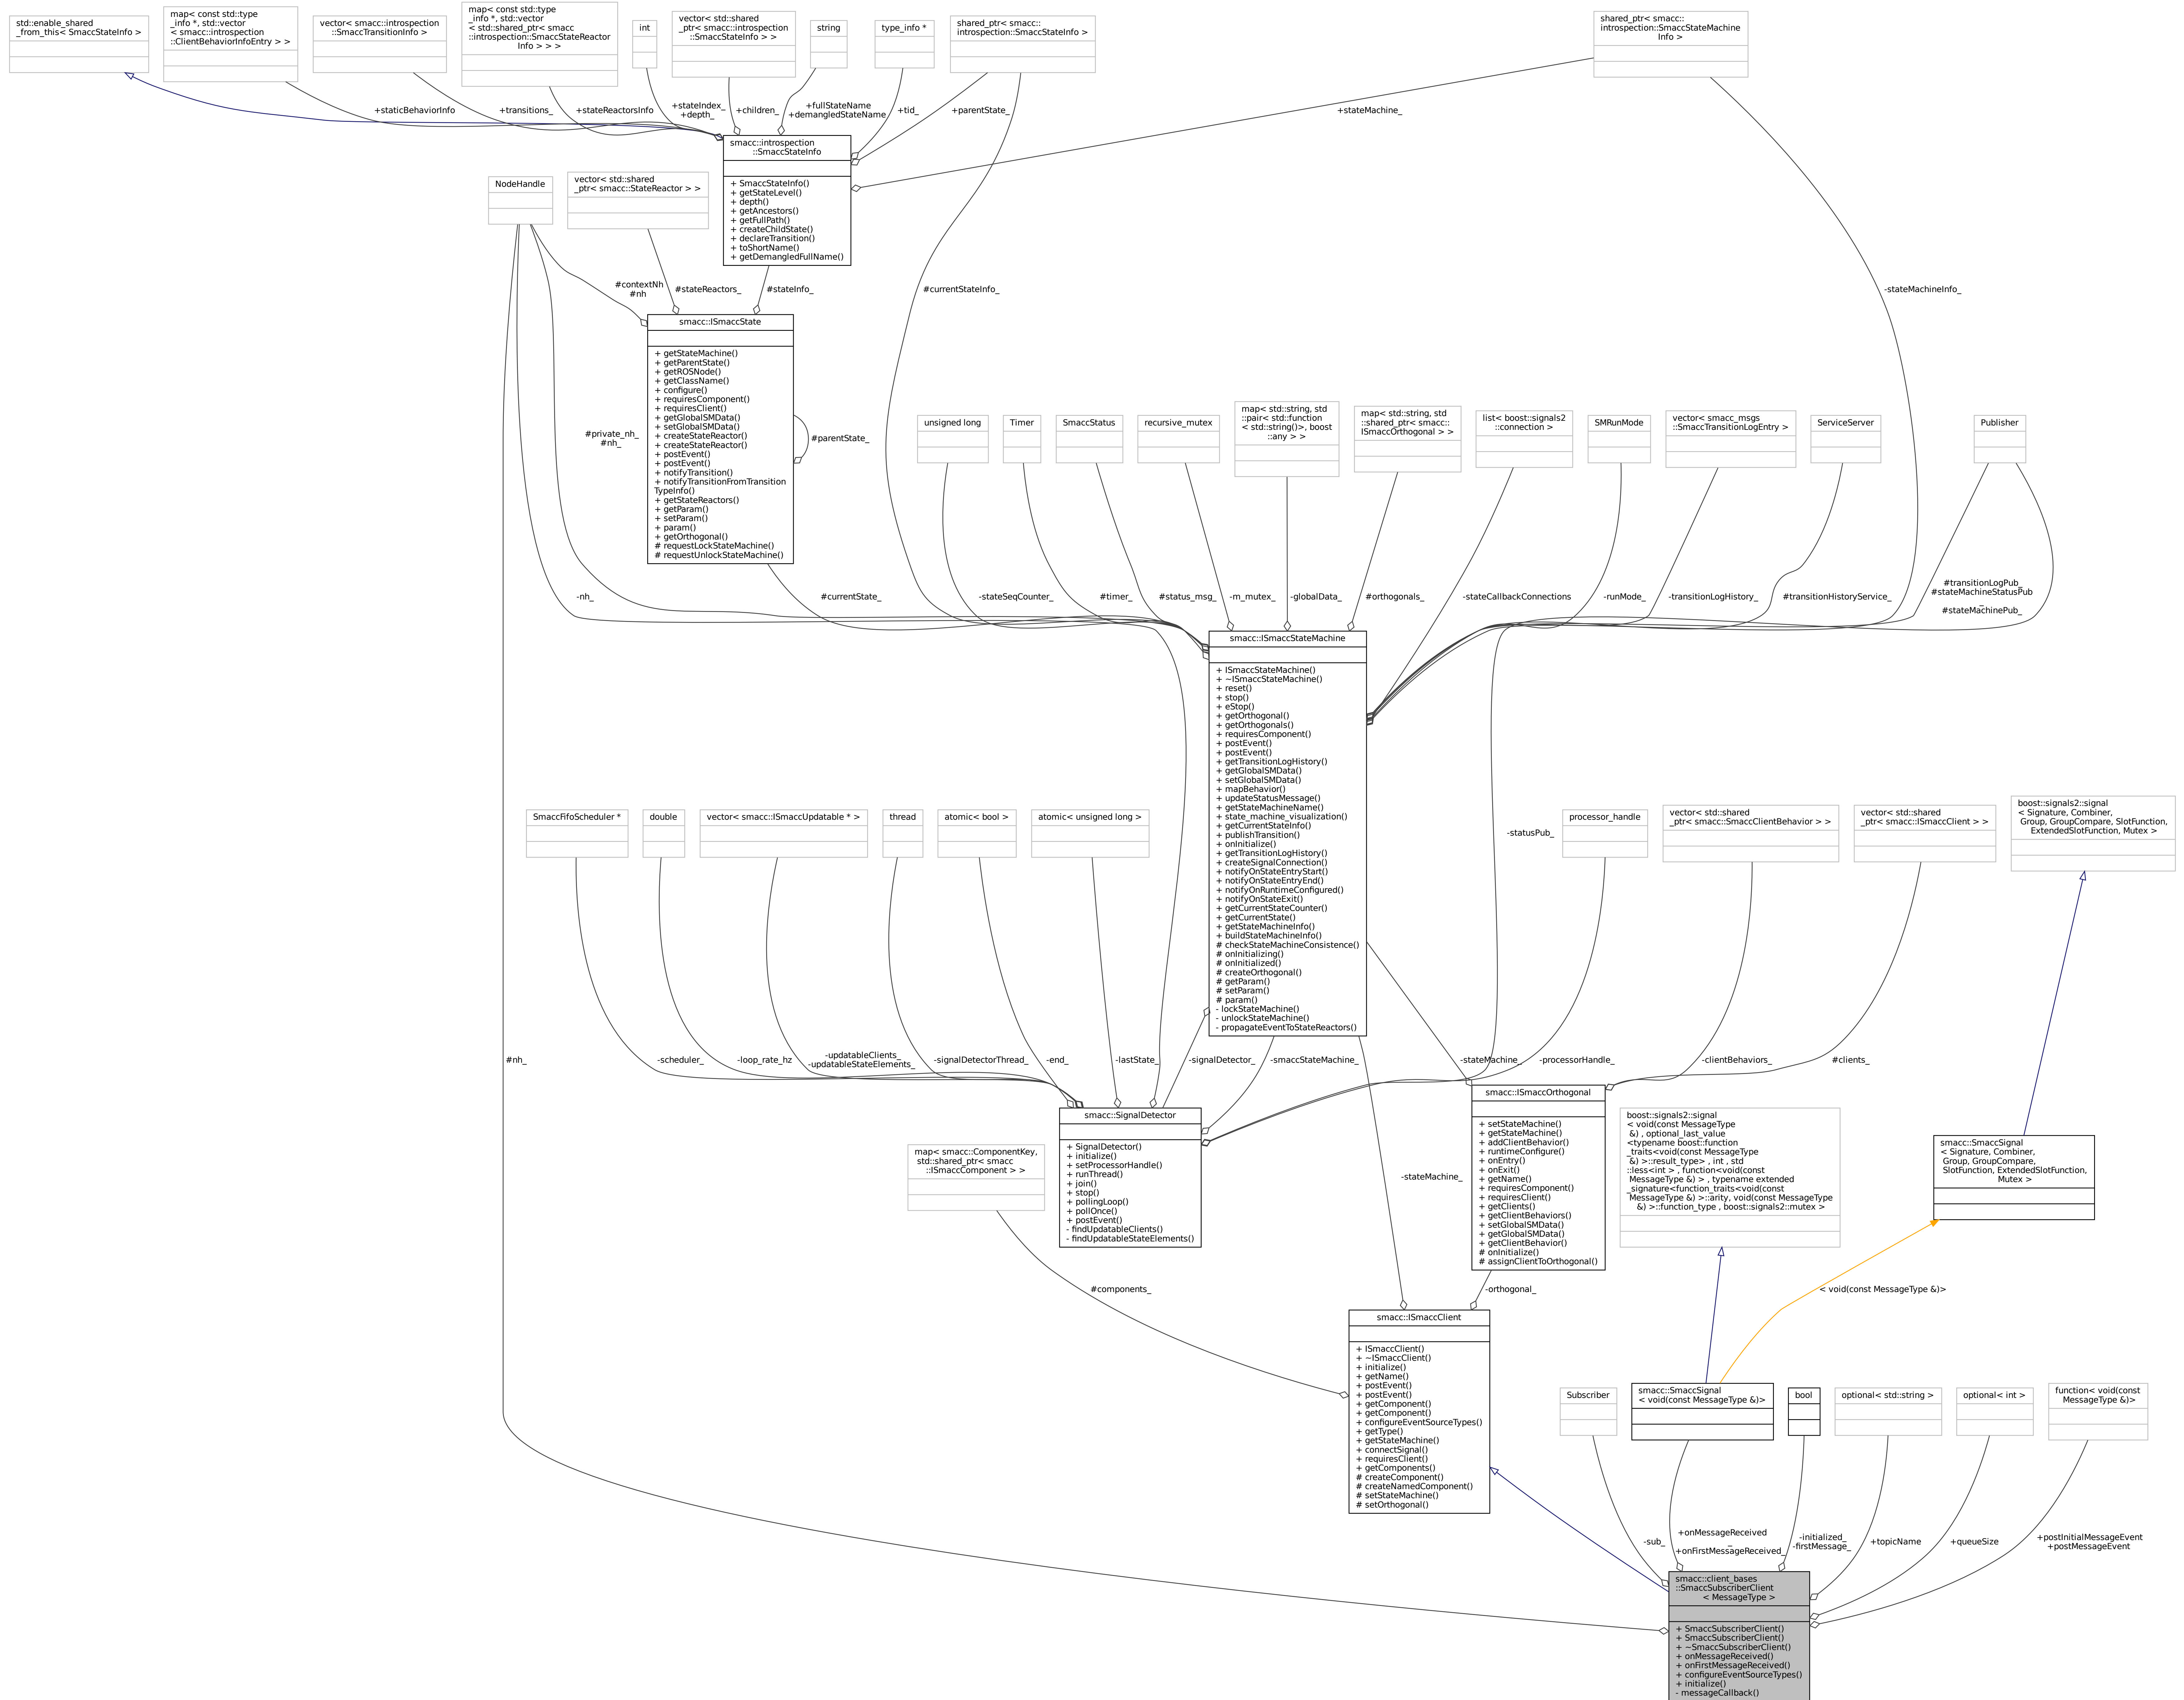 std::enable_shared
_from_this< SmaccStateInfo >
map< const std::type
_info *, std::vector
< smacc::introspection
::ClientBehaviorInfoEntry > >
vector< smacc::introspection
::SmaccTransitionInfo >
map< const std::type
_info *, std::vector
< std::shared_ptr< smacc
::introspection::SmaccStateReactor
Info > > >
int
vector< std::shared
_ptr< smacc::introspection
::SmaccStateInfo > >
string
type_info *
shared_ptr< smacc::
introspection::SmaccStateInfo >
shared_ptr< smacc::
introspection::SmaccStateMachine
Info >
+staticBehaviorInfo
+transitions_
+stateReactorsInfo
+stateIndex_
+depth_
+children_
+fullStateName
+demangledStateName
+tid_
+parentState_
+stateMachine_
smacc::introspection
::SmaccStateInfo
+ SmaccStateInfo()
+ getStateLevel()
+ depth()
+ getAncestors()
+ getFullPath()
+ createChildState()
+ declareTransition()
+ toShortName()
+ getDemangledFullName()
NodeHandle
vector< std::shared
_ptr< smacc::StateReactor > >
#contextNh
#nh
#stateReactors_
#stateInfo_
#currentStateInfo_
-stateMachineInfo_
smacc::ISmaccState
+ getStateMachine()
+ getParentState()
+ getROSNode()
+ getClassName()
+ configure()
+ requiresComponent()
+ requiresClient()
+ getGlobalSMData()
+ setGlobalSMData()
+ createStateReactor()
+ createStateReactor()
+ postEvent()
+ postEvent()
+ notifyTransition()
+ notifyTransitionFromTransition
TypeInfo()
+ getStateReactors()
+ getParam()
+ setParam()
+ param()
+ getOrthogonal()
# requestLockStateMachine()
# requestUnlockStateMachine()
#private_nh_
#nh_
#parentState_
unsigned long
Timer
SmaccStatus
recursive_mutex
map< std::string, std
::pair< std::function
< std::string()>, boost
::any > >
map< std::string, std
::shared_ptr< smacc::
ISmaccOrthogonal > >
list< boost::signals2
::connection >
SMRunMode
vector< smacc_msgs
::SmaccTransitionLogEntry >
ServiceServer
Publisher
-nh_
#currentState_
-stateSeqCounter_
#timer_
#status_msg_
-m_mutex_
-globalData_
#orthogonals_
-stateCallbackConnections
-runMode_
-transitionLogHistory_
#transitionHistoryService_
#transitionLogPub_
#stateMachineStatusPub
_
#stateMachinePub_
smacc::ISmaccStateMachine
+ ISmaccStateMachine()
+ ~ISmaccStateMachine()
+ reset()
+ stop()
+ eStop()
+ getOrthogonal()
+ getOrthogonals()
+ requiresComponent()
+ postEvent()
+ postEvent()
+ getTransitionLogHistory()
+ getGlobalSMData()
+ setGlobalSMData()
+ mapBehavior()
+ updateStatusMessage()
+ getStateMachineName()
+ state_machine_visualization()
+ getCurrentStateInfo()
+ publishTransition()
+ onInitialize()
+ getTransitionLogHistory()
+ createSignalConnection()
+ notifyOnStateEntryStart()
+ notifyOnStateEntryEnd()
+ notifyOnRuntimeConfigured()
+ notifyOnStateExit()
+ getCurrentStateCounter()
+ getCurrentState()
+ getStateMachineInfo()
+ buildStateMachineInfo()
# checkStateMachineConsistence()
# onInitializing()
# onInitialized()
# createOrthogonal()
# getParam()
# setParam()
# param()
- lockStateMachine()
- unlockStateMachine()
- propagateEventToStateReactors()
SmaccFifoScheduler *
double
vector< smacc::ISmaccUpdatable * >
thread
atomic< bool >
atomic< unsigned long >
-statusPub_
processor_handle
vector< std::shared
_ptr< smacc::SmaccClientBehavior > >
vector< std::shared
_ptr< smacc::ISmaccClient > >
boost::signals2::signal
< Signature, Combiner,
Group, GroupCompare, SlotFunction,
ExtendedSlotFunction, Mutex >
#nh_
-scheduler_
-loop_rate_hz
-updatableClients_
-updatableStateElements_
-signalDetectorThread_
-end_
-lastState_
-signalDetector_
-smaccStateMachine_
-stateMachine_
-processorHandle_
-clientBehaviors_
#clients_
smacc::SignalDetector
+ SignalDetector()
+ initialize()
+ setProcessorHandle()
+ runThread()
+ join()
+ stop()
+ pollingLoop()
+ pollOnce()
+ postEvent()
- findUpdatableClients()
- findUpdatableStateElements()
smacc::ISmaccOrthogonal
+ setStateMachine()
+ getStateMachine()
+ addClientBehavior()
+ runtimeConfigure()
+ onEntry()
+ onExit()
+ getName()
+ requiresComponent()
+ requiresClient()
+ getClients()
+ getClientBehaviors()
+ setGlobalSMData()
+ getGlobalSMData()
+ getClientBehavior()
# onInitialize()
# assignClientToOrthogonal()
boost::signals2::signal
< void(const MessageType
&) , optional_last_value
<typename boost::function
_traits<void(const MessageType
&) >::result_type> , int , std
::less<int > , function<void(const
MessageType &) > , typename extended
_signature<function_traits<void(const
MessageType &) >::arity, void(const MessageType
&) >::function_type , boost::signals2::mutex >
smacc::SmaccSignal
< Signature, Combiner,
Group, GroupCompare,
SlotFunction, ExtendedSlotFunction,
Mutex >
map< smacc::ComponentKey,
std::shared_ptr< smacc
::ISmaccComponent > >
-stateMachine_
#components_
-orthogonal_
< void(const MessageType &)>
smacc::ISmaccClient
+ ISmaccClient()
+ ~ISmaccClient()
+ initialize()
+ getName()
+ postEvent()
+ postEvent()
+ getComponent()
+ getComponent()
+ configureEventSourceTypes()
+ getType()
+ getStateMachine()
+ connectSignal()
+ requiresClient()
+ getComponents()
# createComponent()
# createNamedComponent()
# setStateMachine()
# setOrthogonal()
Subscriber
smacc::SmaccSignal
< void(const MessageType &)>
bool
optional< std::string >
optional< int >
function< void(const
MessageType &)>
-sub_
+onMessageReceived
_
+onFirstMessageReceived_
-initialized_
-firstMessage_
+topicName
+queueSize
+postInitialMessageEvent
+postMessageEvent
smacc::client_bases
::SmaccSubscriberClient
< MessageType >
+ SmaccSubscriberClient()
+ SmaccSubscriberClient()
+ ~SmaccSubscriberClient()
+ onMessageReceived()
+ onFirstMessageReceived()
+ configureEventSourceTypes()
+ initialize()
- messageCallback()